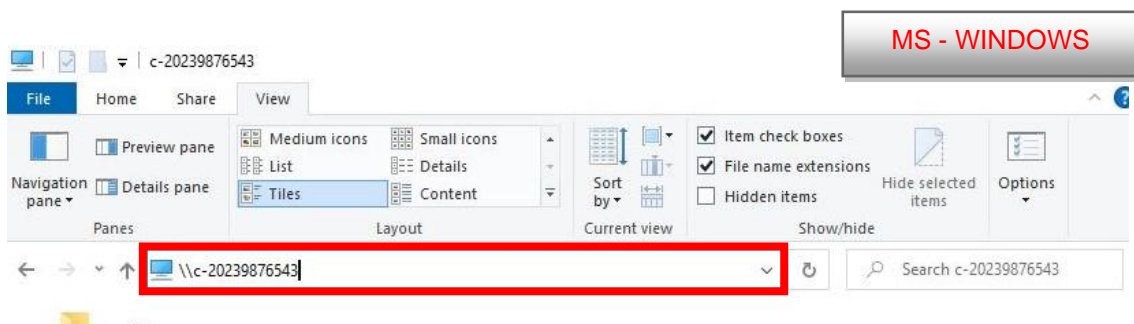 MS - WINDOWS
c-20239876543
File Home Share View
Preview pane Medium icons Small icons Item check boxes
List Details File name extensions
Navigation pane Details pane Tiles Content Sort by Hidden items Hide selected items Options
Panes Layout Current view Show/hide
\\c-20239876543 Search c-20239876543